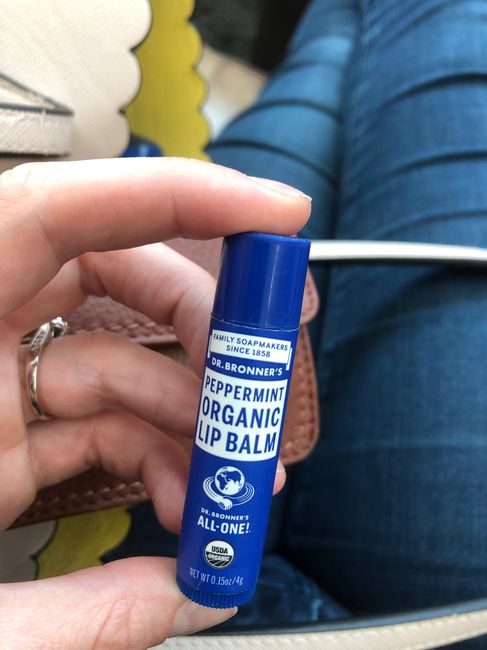 FAMILY SOAPMAKERS
SINCE 1858
DR. BRONNER'S
PEPPERMINT
ORGANIC
LIP BALM
DR. BRONNER'S
ALL-ONE!
USDA
ORGANIC
NET WT 0.15oz/4g